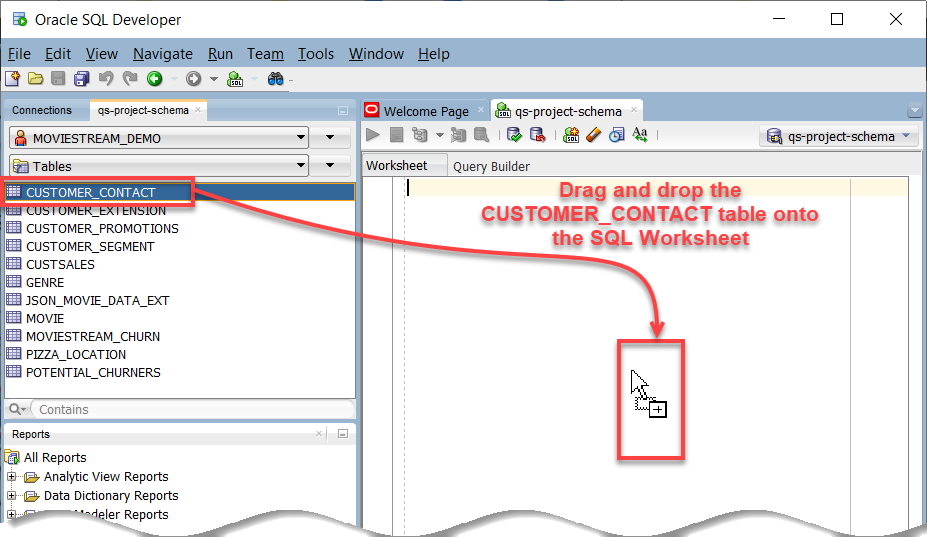 Oracle SQL Developer
File Edit View Navigate Run Team Tools Window Help
SQL
Connections
qs-project-schema
Welcome Page
qs-project-schema
MOVIESTREAM_DEMO
qs-project-schema
Tables
Worksheet
Query Builder
CUSTOMER_CONTACT
CUSTOMER_EXTENSION
CUSTOMER_PROMOTIONS
CUSTOMER_SEGMENT
CUSTSALES
GENRE
JSON_MOVIE_DATA_EXT
MOVIE
MOVIESTREAM_CHURN
PIZZA_LOCATION
POTENTIAL_CHURNERS
Drag and drop the
CUSTOMER_CONTACT table onto
the SQL Worksheet
Contains
Reports
All Reports
Analytic View Reports
Data Dictionary Reports
Modeler Reports